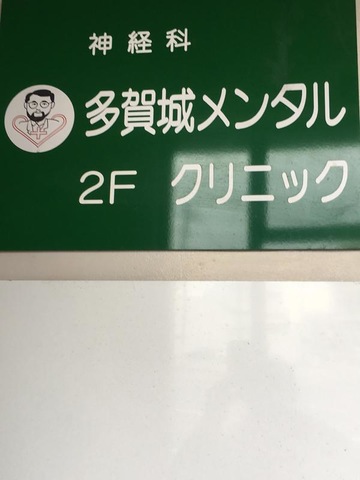 神経科
多賀城メンタル
2F クリニック